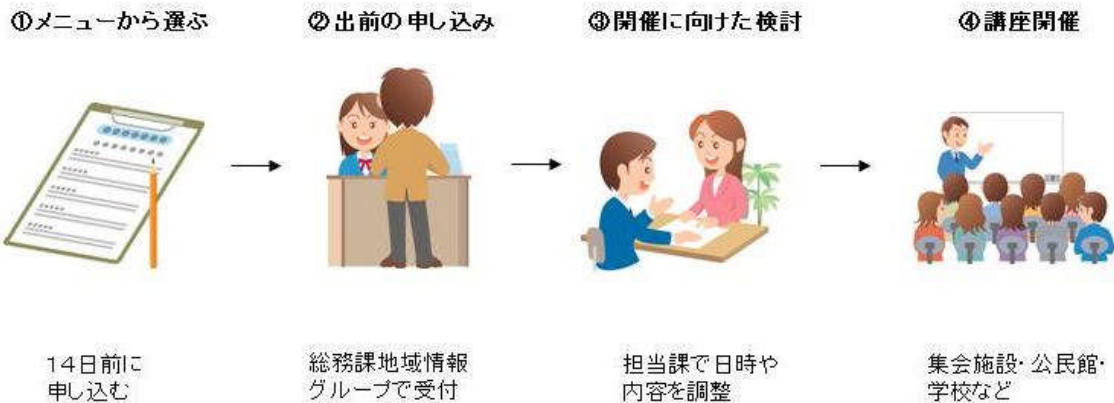 ①メニューから選ぶ
②出前の申し込み
③開催に向けた検討
④講座開催
14日前に
申し込む
総務課地域情報
グループで受付
担当課で日時や
内容を調整
集会施設・公民館・
学校など